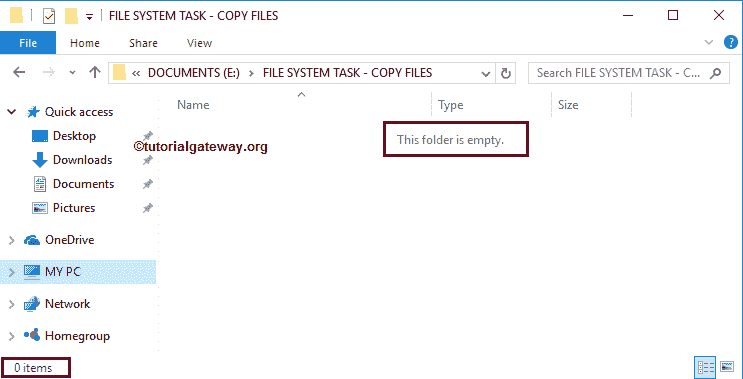 FILE SYSTEM TASK - COPY FILES
File Home Share View
« DOCUMENTS (E:) > FILE SYSTEM TASK - COPY FILES
Search FILE SYSTEM TASK - C...
Name Type Size
This folder is empty.
Quick access
Desktop
©tutorialgateway.org
Downloads
Documents
Pictures
OneDrive
MY PC
Network
Homegroup
0 items